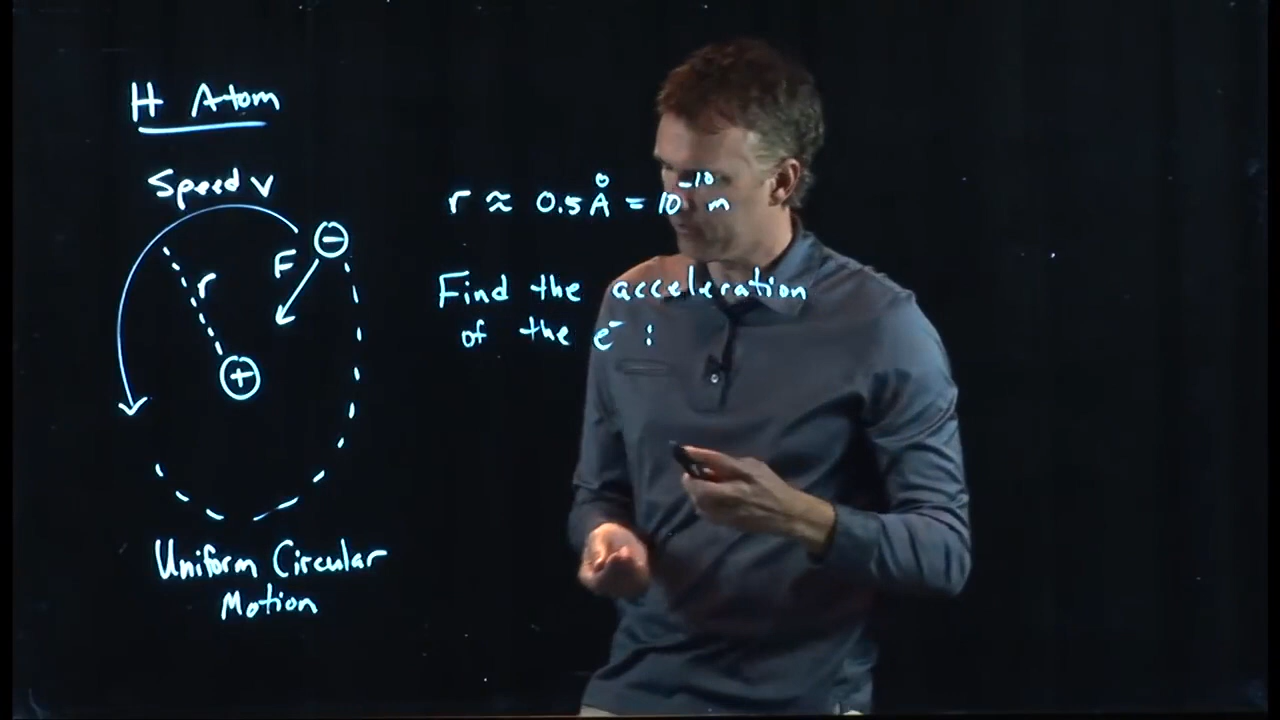 H Atom
Speed v
r ≈ 0.5 Å = 10⁻¹⁰ m
F
r
Find the acceleration
of the e⁻ :
−
+
Uniform Circular
Motion